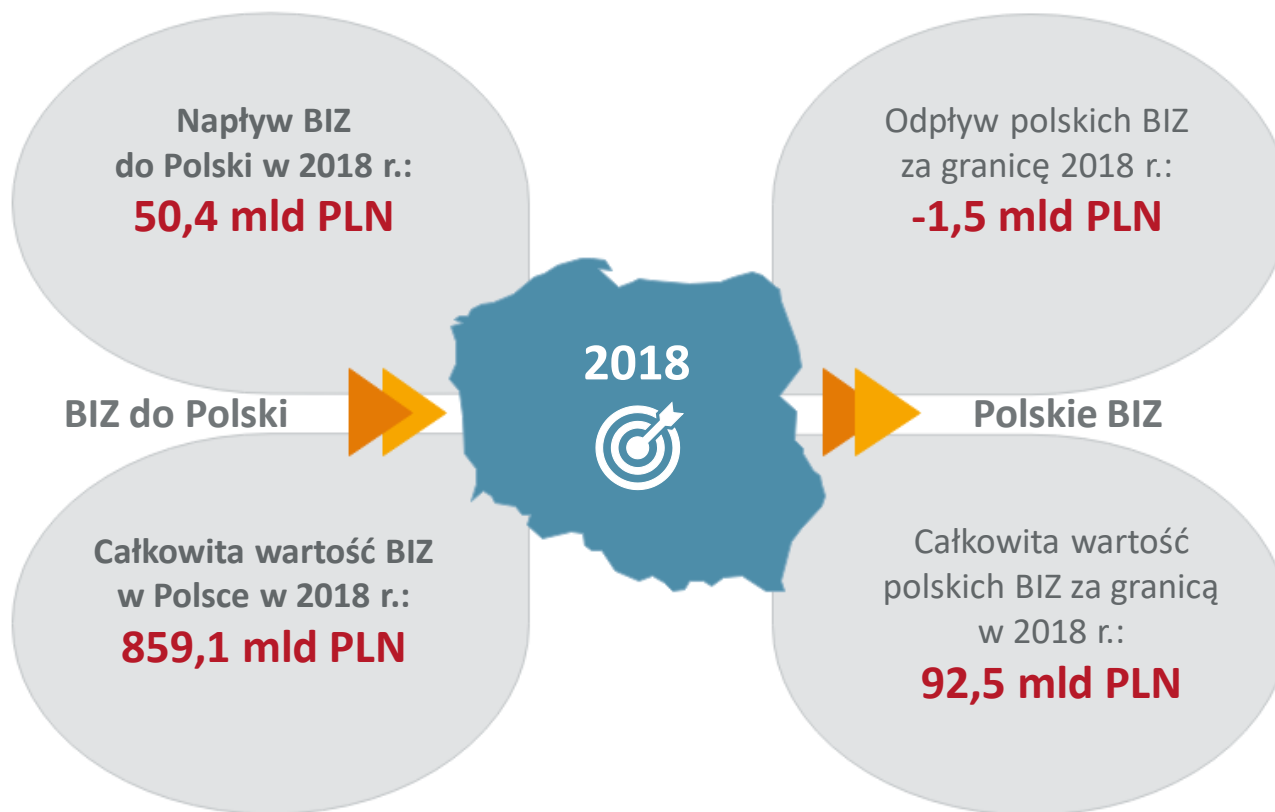 Napływ BIZ
do Polski w 2018 r.:
50,4 mld PLN
Odpływ polskich BIZ
za granicę 2018 r.:
-1,5 mld PLN
2018
BIZ do Polski
Polskie BIZ
Całkowita wartość BIZ
w Polsce w 2018 r.:
859,1 mld PLN
Całkowita wartość
polskich BIZ za granicą
w 2018 r.:
92,5 mld PLN